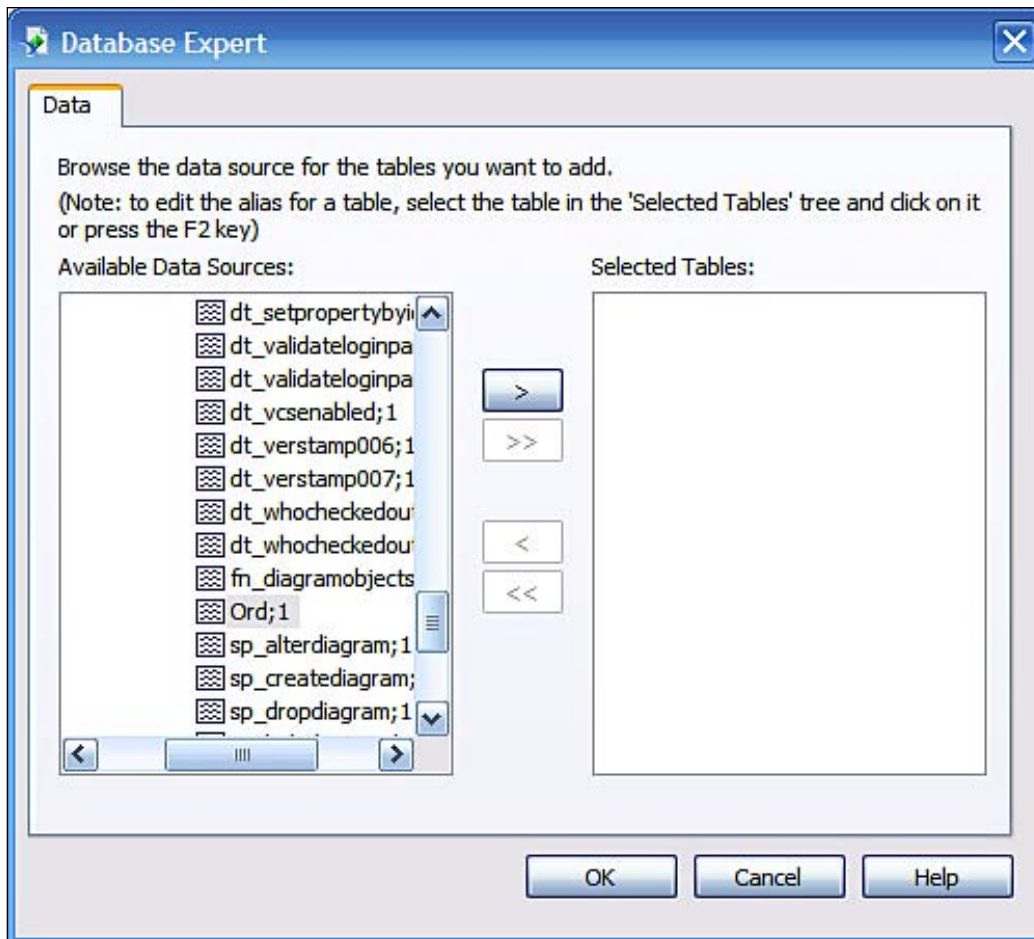 Database Expert
Data
Browse the data source for the tables you want to add.
(Note: to edit the alias for a table, select the table in the 'Selected Tables' tree and click on it
or press the F2 key)
Available Data Sources:
Selected Tables:
dt_setpropertybyi
dt_validateloginpa
dt_validateloginpa
dt_vcsenabled;1
dt_verstamp006;1
dt_verstamp007;1
dt_whocheckedou
dt_whocheckedou
fn_diagramobjects
Ord;1
sp_alterdiagram;1
sp_creatediagram;
sp_dropdiagram;1
>
>>
<
<<
OK
Cancel
Help